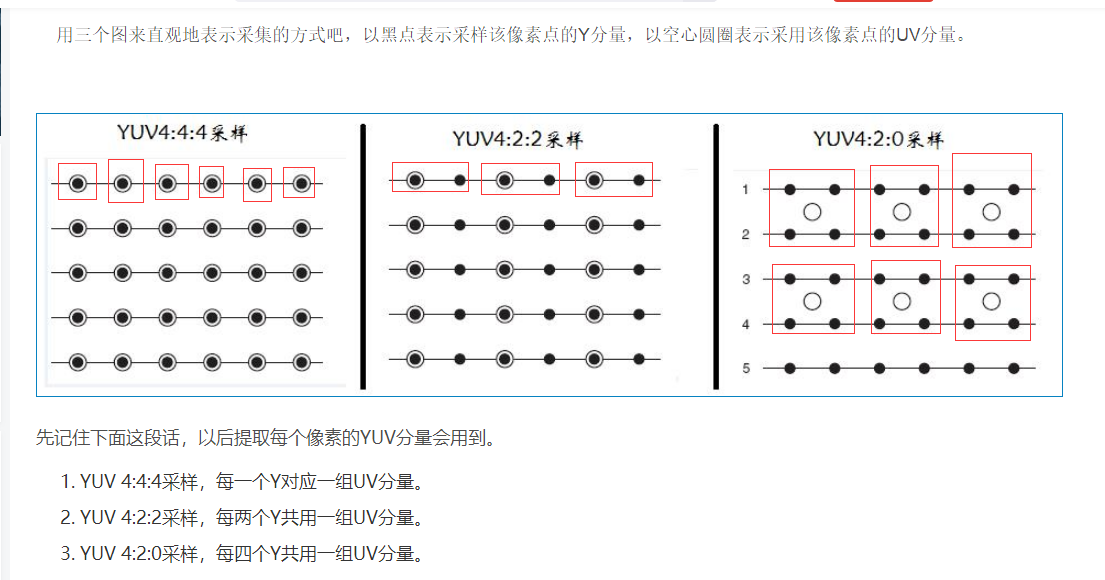 用三个图来直观地表示采集的方式吧，以黑点表示采样该像素点的Y分量，以空心圆圈表示采用该像素点的UV分量。
YUV4:4:4采样
YUV4:2:2采样
YUV4:2:0采样
1
2
3
4
5
先记住下面这段话，以后提取每个像素的YUV分量会用到。
1. YUV 4:4:4采样，每一个Y对应一组UV分量。
2. YUV 4:2:2采样，每两个Y共用一组UV分量。
3. YUV 4:2:0采样，每四个Y共用一组UV分量。